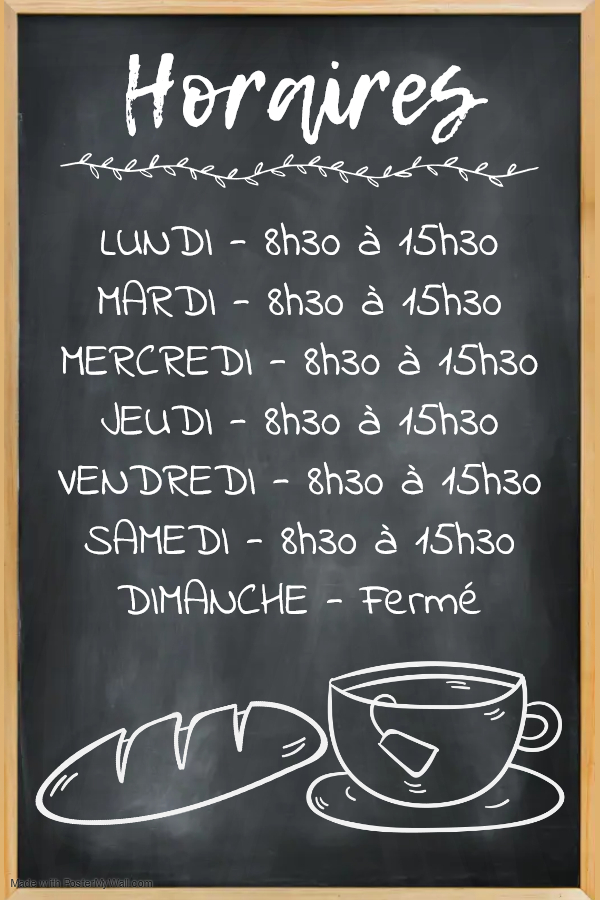 Horaires
LUNDI - 8h30 à 15h30
MARDI - 8h30 à 15h30
MERCREDI - 8h30 à 15h30
JEUDI - 8h30 à 15h30
VENDREDI - 8h30 à 15h30
SAMEDI - 8h30 à 15h30
DIMANCHE - Fermé
Made with PosterMyWall.com